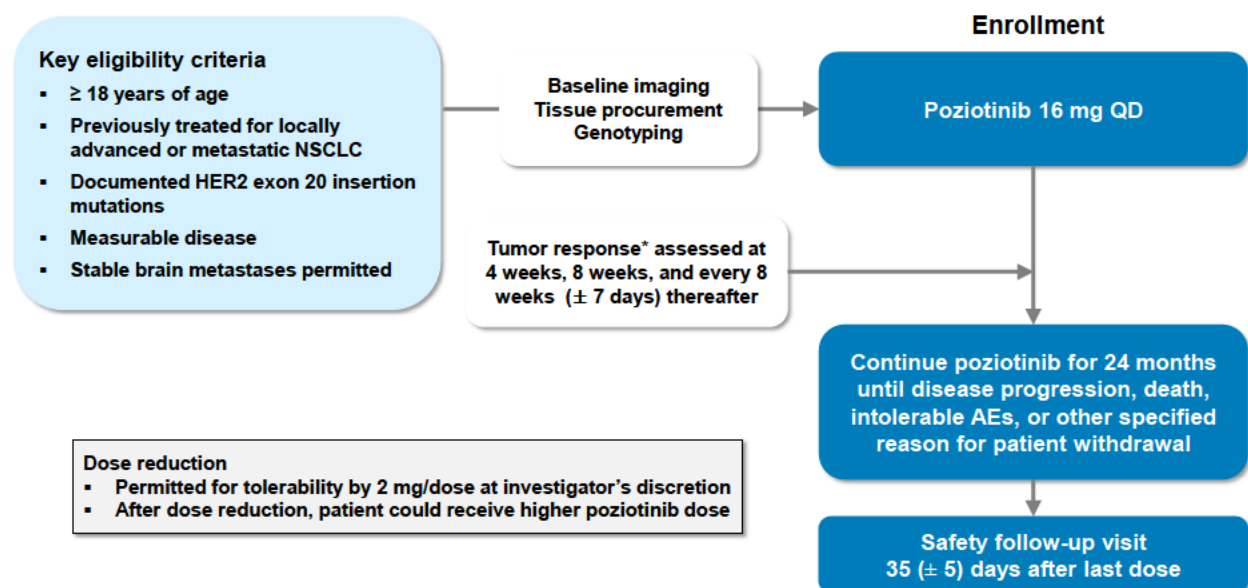 Key eligibility criteria
▪ ≥ 18 years of age
▪ Previously treated for locally
advanced or metastatic NSCLC
▪ Documented HER2 exon 20 insertion
mutations
▪ Measurable disease
▪ Stable brain metastases permitted
Baseline imaging
Tissue procurement
Genotyping
Enrollment
Poziotinib 16 mg QD
Tumor response* assessed at
4 weeks, 8 weeks, and every 8
weeks (± 7 days) thereafter
Continue poziotinib for 24 months
until disease progression, death,
intolerable AEs, or other specified
reason for patient withdrawal
Dose reduction
▪ Permitted for tolerability by 2 mg/dose at investigator’s discretion
▪ After dose reduction, patient could receive higher poziotinib dose
Safety follow-up visit
35 (± 5) days after last dose